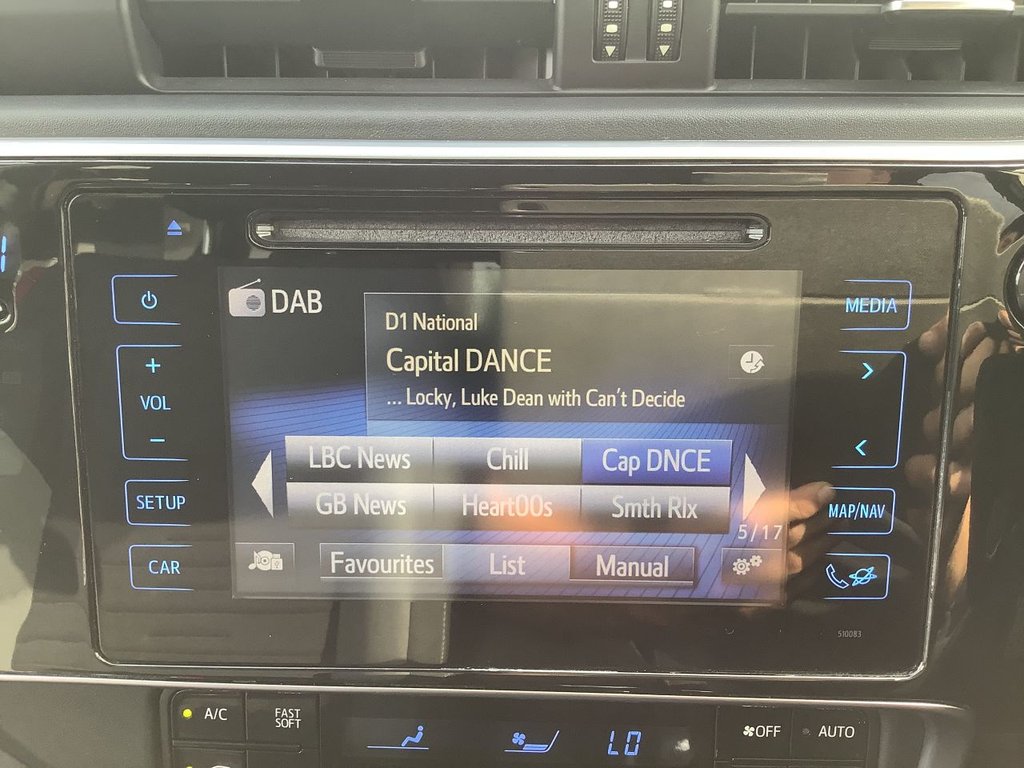 DAB
D1 National
Capital DANCE
... Locky, Luke Dean with Can't Decide
LBC News Chill Cap DNCE
GB News Heart00s Smth Rlx
5/17
Favourites List Manual
VOL
SETUP
CAR
MEDIA
MAP/NAV
510083
A/C FAST SOFT LO OFF AUTO